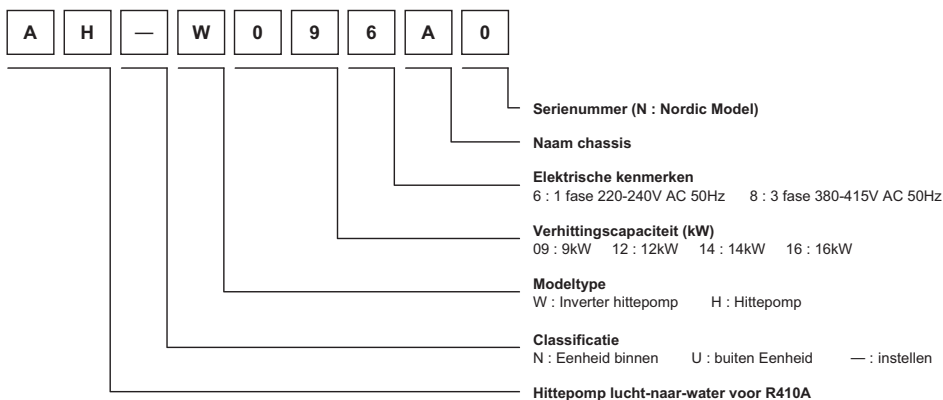 A H — W 0 9 6 A 0
Serienummer (N : Nordic Model)
Naam chassis
Elektrische kenmerken
6 : 1 fase 220-240V AC 50Hz 8 : 3 fase 380-415V AC 50Hz
Verhittingscapaciteit (kW)
09 : 9kW 12 : 12kW 14 : 14kW 16 : 16kW
Modeltype
W : Inverter hittepomp H : Hittepomp
Classificatie
N : Eenheid binnen U : buiten Eenheid — : instellen
Hittepomp lucht-naar-water voor R410A